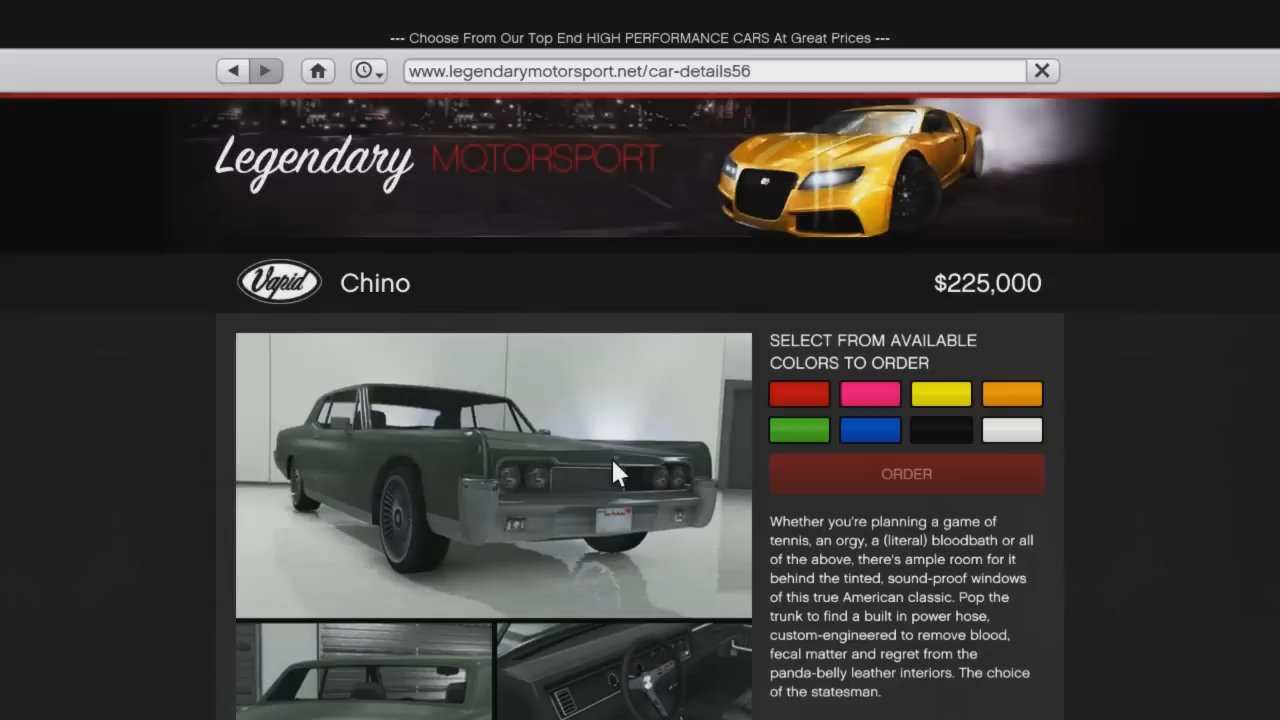 --- Choose From Our Top End HIGH PERFORMANCE CARS At Great Prices ---
www.legendarymotorsport.net/car-details56
Legendary MOTORSPORT
Vapid Chino $225,000
SELECT FROM AVAILABLE
COLORS TO ORDER
ORDER
Whether you're planning a game of
tennis, an orgy, a (literal) bloodbath or all
of the above, there's ample room for it
behind the tinted, sound-proof windows
of this true American classic. Pop the
trunk to find a built in power hose,
custom-engineered to remove blood,
fecal matter and regret from the
panda-belly leather interiors. The choice
of the statesman.